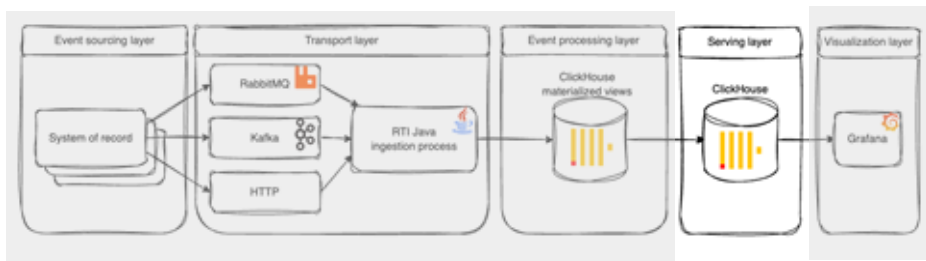 Event sourcing layer
Transport layer
Event processing layer
Serving layer
Visualization layer
System of record
RabbitMQ
Kafka
HTTP
RTI Java
ingestion process
ClickHouse
materialized views
ClickHouse
Grafana